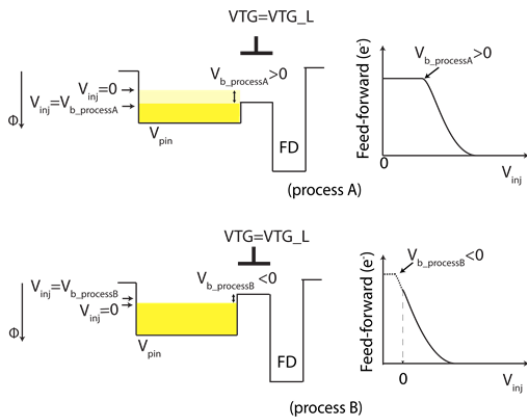 VTG=VTG_L
V_inj=0
V_inj=V_b_processA
V_b_processA>0
Φ
V_pin
FD
Feed-forward (e-)
V_b_processA>0
0
V_inj
(process A)
VTG=VTG_L
V_inj=V_b_processB
V_inj=0
V_b_processB<0
Φ
V_pin
FD
Feed-forward (e-)
V_b_processB<0
0
V_inj
(process B)